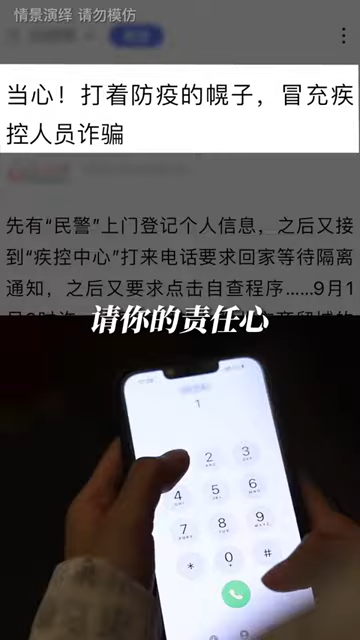 情景演绎 请勿模仿
当心！打着防疫的幌子，冒充疾
控人员诈骗
先有“民警”上门登记个人信息，之后又接
到“疾控中心”打来电话要求回家等待隔离
通知，之后又要求点击自查程序……9月1
请你的责任心
1
2 3
4 5 6
7 8 9
* 0 #